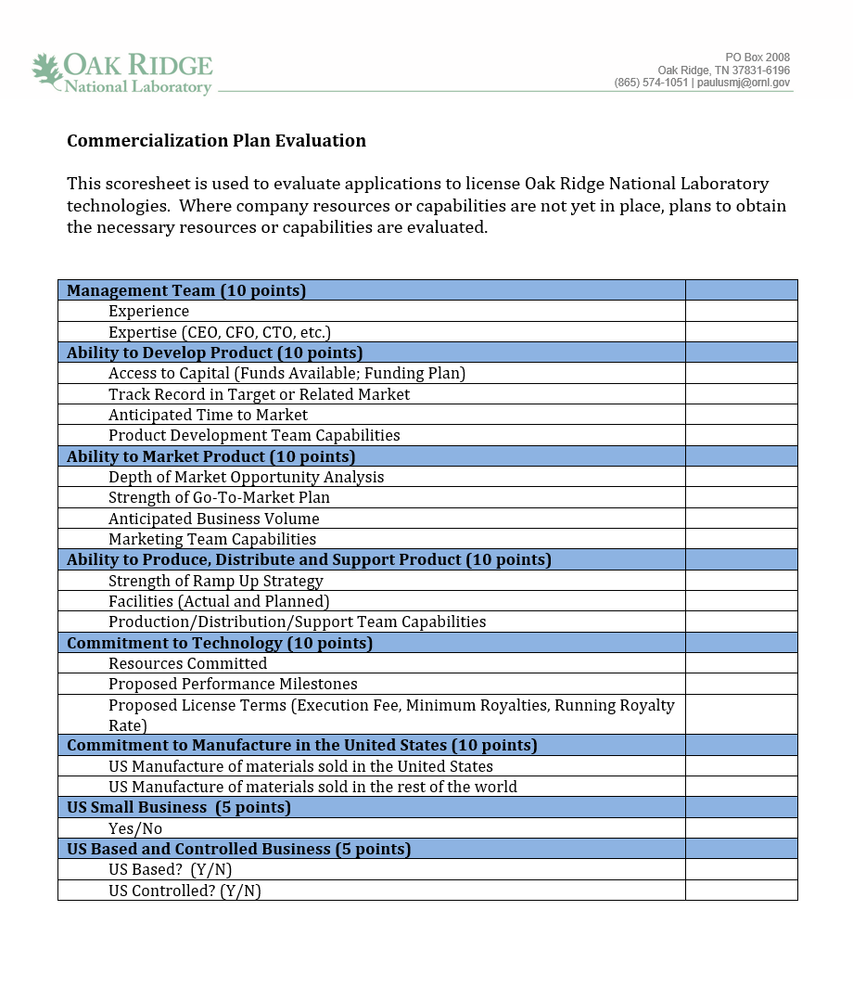 OAK RIDGE
National Laboratory
PO Box 2008
Oak Ridge, TN 37831-6196
(865) 574-1051 | paulusmj@ornl.gov
Commercialization Plan Evaluation
This scoresheet is used to evaluate applications to license Oak Ridge National Laboratory
technologies.  Where company resources or capabilities are not yet in place, plans to obtain
the necessary resources or capabilities are evaluated.
Management Team (10 points)
Experience
Expertise (CEO, CFO, CTO, etc.)
Ability to Develop Product (10 points)
Access to Capital (Funds Available; Funding Plan)
Track Record in Target or Related Market
Anticipated Time to Market
Product Development Team Capabilities
Ability to Market Product (10 points)
Depth of Market Opportunity Analysis
Strength of Go-To-Market Plan
Anticipated Business Volume
Marketing Team Capabilities
Ability to Produce, Distribute and Support Product (10 points)
Strength of Ramp Up Strategy
Facilities (Actual and Planned)
Production/Distribution/Support Team Capabilities
Commitment to Technology (10 points)
Resources Committed
Proposed Performance Milestones
Proposed License Terms (Execution Fee, Minimum Royalties, Running Royalty
Rate)
Commitment to Manufacture in the United States (10 points)
US Manufacture of materials sold in the United States
US Manufacture of materials sold in the rest of the world
US Small Business  (5 points)
Yes/No
US Based and Controlled Business (5 points)
US Based?  (Y/N)
US Controlled? (Y/N)